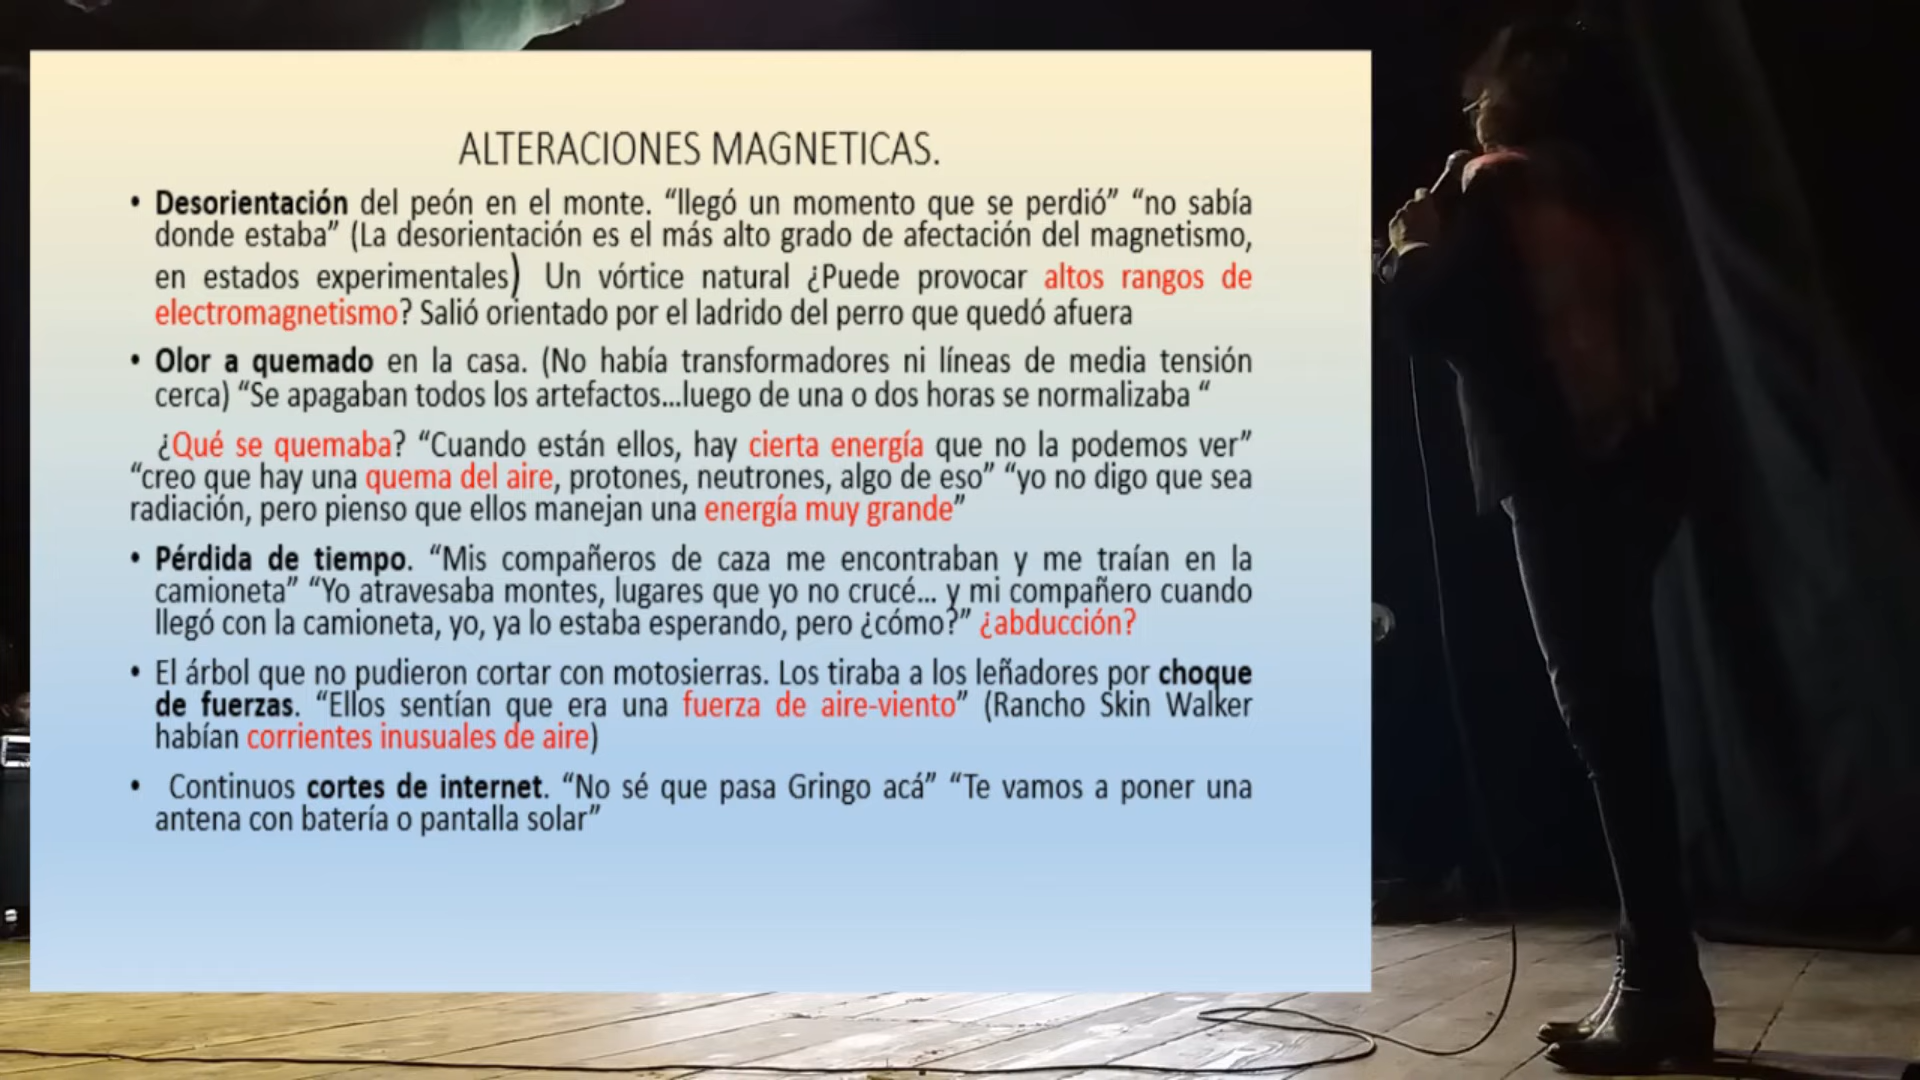 ALTERACIONES MAGNETICAS.
• Desorientación del peón en el monte. “llegó un momento que se perdió” “no sabía
donde estaba” (La desorientación es el más alto grado de afectación del magnetismo,
en estados experimentales) Un vórtice natural ¿Puede provocar altos rangos de
electromagnetismo? Salió orientado por el ladrido del perro que quedó afuera
• Olor a quemado en la casa. (No había transformadores ni líneas de media tensión
cerca) “Se apagaban todos los artefactos...luego de una o dos horas se normalizaba “
¿Qué se quemaba? “Cuando están ellos, hay cierta energía que no la podemos ver”
“creo que hay una quema del aire, protones, neutrones, algo de eso” “yo no digo que sea
radiación, pero pienso que ellos manejan una energía muy grande”
• Pérdida de tiempo. “Mis compañeros de caza me encontraban y me traían en la
camioneta” “Yo atravesaba montes, lugares que yo no crucé... y mi compañero cuando
llegó con la camioneta, yo, ya lo estaba esperando, pero ¿cómo?” ¿abducción?
• El árbol que no pudieron cortar con motosierras. Los tiraba a los leñadores por choque
de fuerzas. “Ellos sentían que era una fuerza de aire-viento” (Rancho Skin Walker
habían corrientes inusuales de aire)
• Continuos cortes de internet. “No sé que pasa Gringo acá” “Te vamos a poner una
antena con batería o pantalla solar”